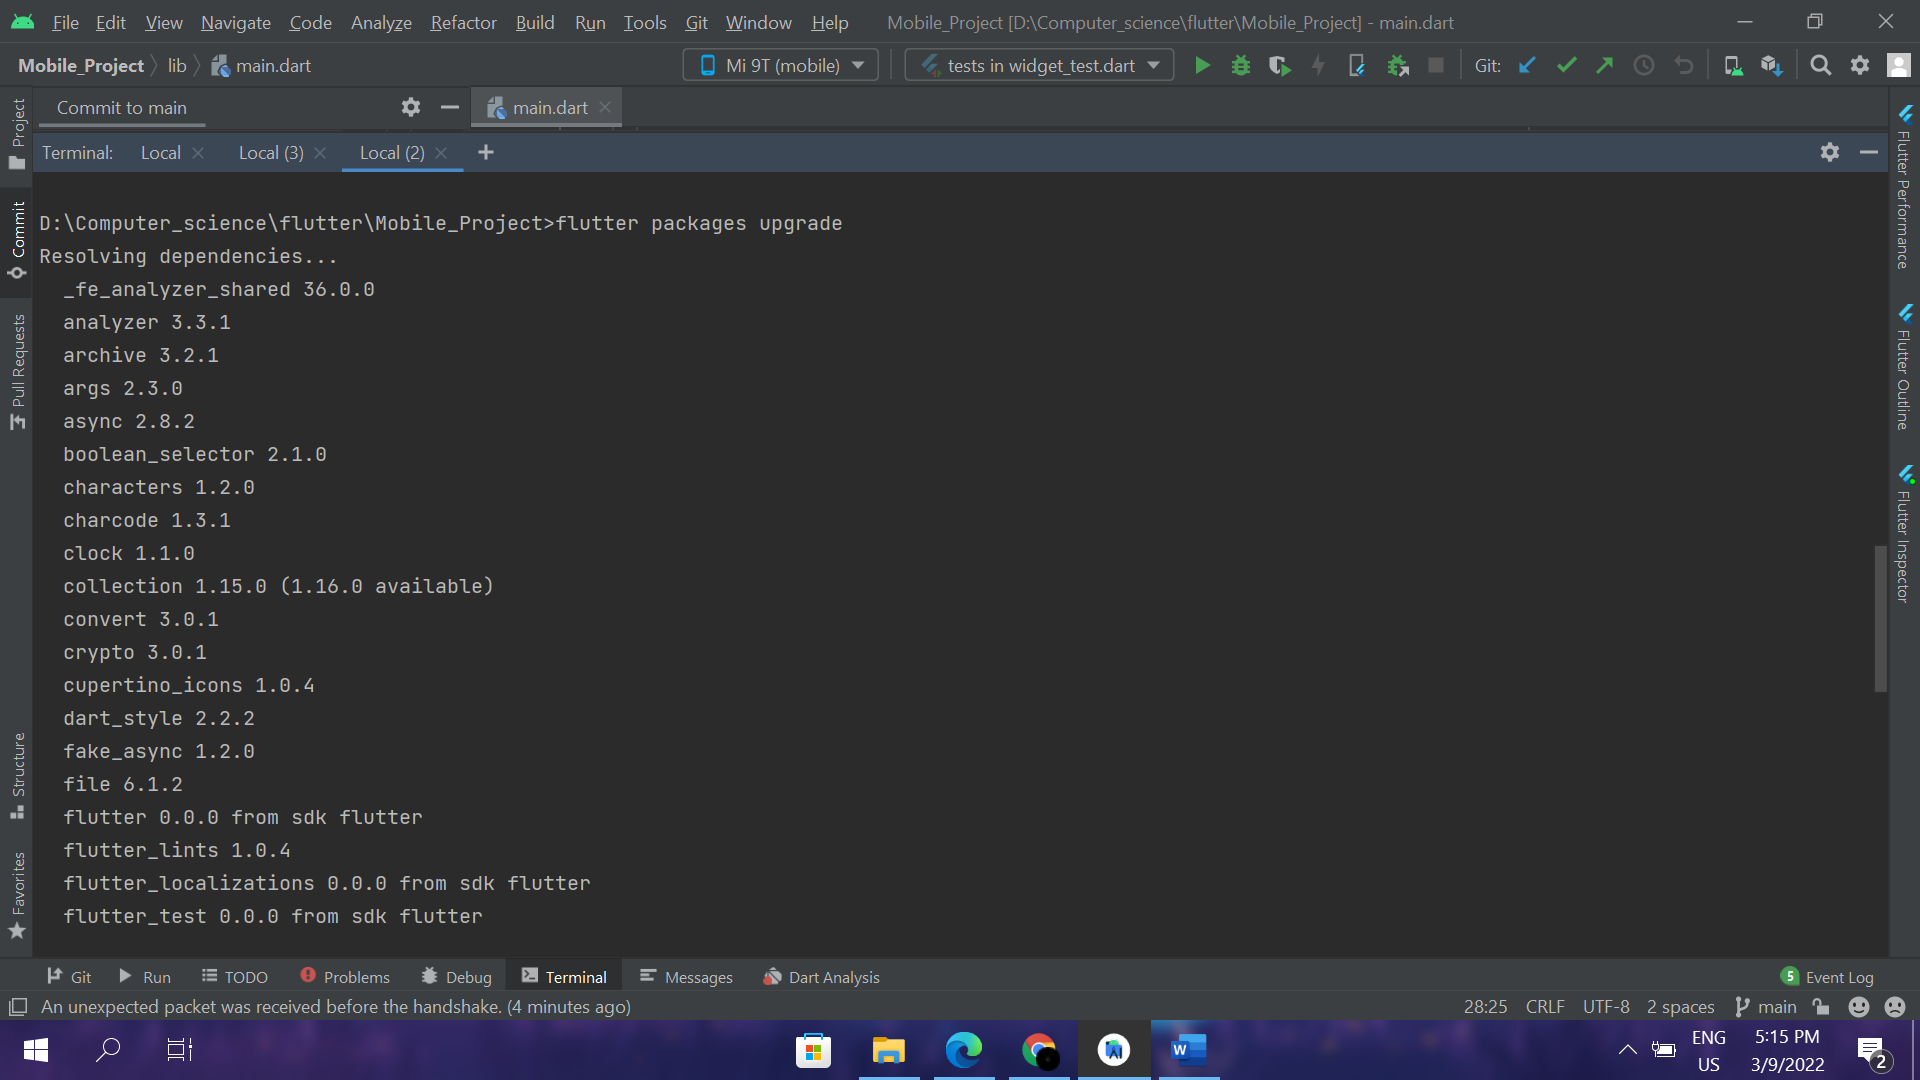 File Edit View Navigate Code Analyze Refactor Build Run Tools Git Window Help Mobile_Project [D:\Computer_science\flutter\Mobile_Project] - main.dart
Mobile_Project lib main.dart Mi 9T (mobile) tests in widget_test.dart Git:
Commit to main main.dart
Terminal: Local Local (3) Local (2)
D:\Computer_science\flutter\Mobile_Project>flutter packages upgrade
Resolving dependencies...
_fe_analyzer_shared 36.0.0
analyzer 3.3.1
archive 3.2.1
args 2.3.0
async 2.8.2
boolean_selector 2.1.0
characters 1.2.0
charcode 1.3.1
clock 1.1.0
collection 1.15.0 (1.16.0 available)
convert 3.0.1
crypto 3.0.1
cupertino_icons 1.0.4
dart_style 2.2.2
fake_async 1.2.0
file 6.1.2
flutter 0.0.0 from sdk flutter
flutter_lints 1.0.4
flutter_localizations 0.0.0 from sdk flutter
flutter_test 0.0.0 from sdk flutter
Project
Commit
Pull Requests
Structure
Favorites
Flutter Performance
Flutter Outline
Flutter Inspector
Git Run TODO Problems Debug Terminal Messages Dart Analysis 5 Event Log
An unexpected packet was received before the handshake. (4 minutes ago) 28:25 CRLF UTF-8 2 spaces main
ENG 5:15 PM
US 3/9/2022 2